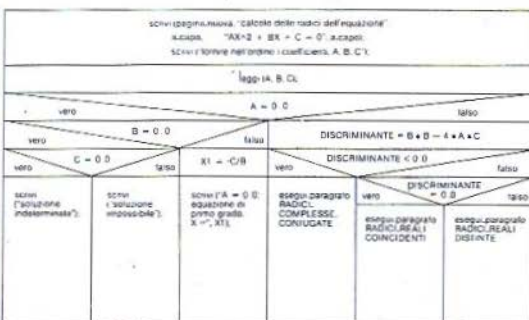 scrivi (pagina.nuova, "calcolo delle radici dell'equazione"
a.capo, "AX^2 + BX + C = 0", a.capo);
scrivi ("fornire nell'ordine i coefficienti, A, B, C");
leggi (A, B, C);
A = 0.0
vero falso
B = 0.0 DISCRIMINANTE = B * B - 4 * A * C
vero falso
C = 0.0 X1 = -C/B DISCRIMINANTE < 0.0
vero falso vero falso
DISCRIMINANTE
= 0.0
vero falso
scrivi
("soluzione
indeterminata");
scrivi
("soluzione
impossibile");
scrivi ("A = 0.0;
equazione di
primo grado,
X =", X1);
esegui.paragrafo
RADICI.
COMPLESSE.
CONIUGATE
esegui.paragrafo
RADICI.REALI
COINCIDENTI
esegui.paragrafo
RADICI.REALI
DISTINTE